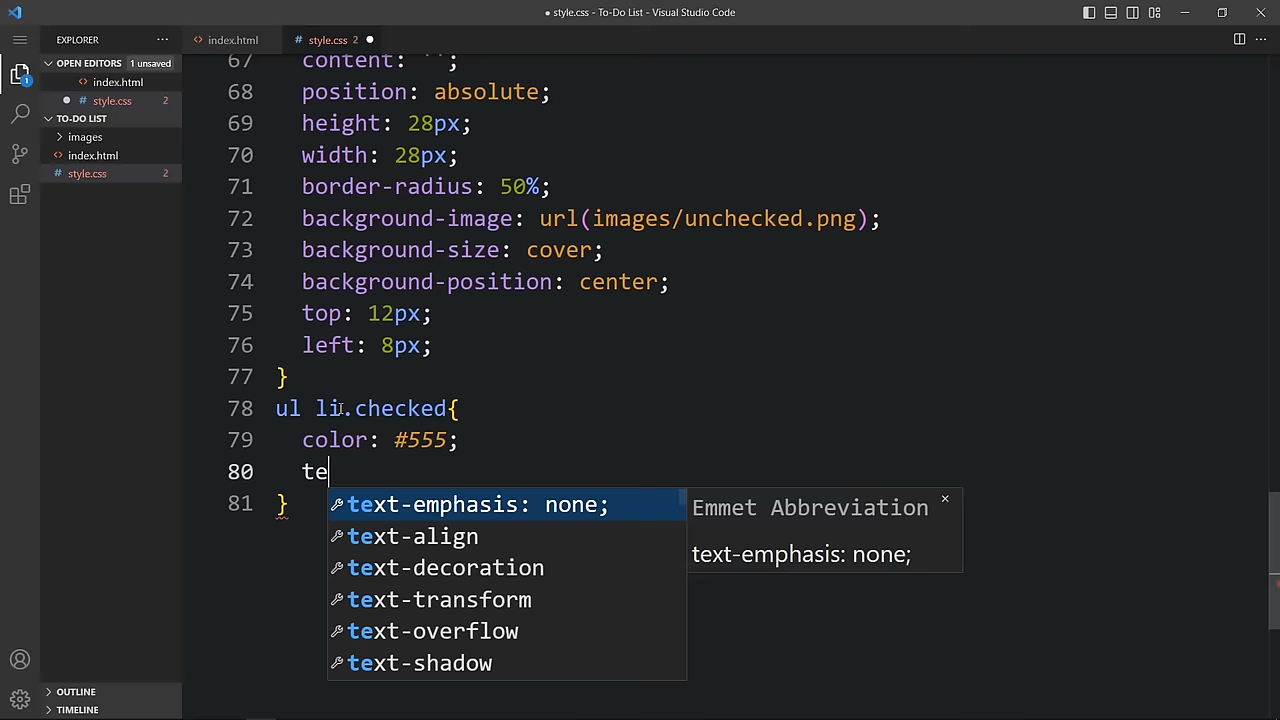 ● style.css - To-Do List - Visual Studio Code
EXPLORER
index.html
# style.css 2 ●
OPEN EDITORS 1 unsaved
index.html
● # style.css 2
TO-DO LIST
images
index.html
# style.css 2
OUTLINE
TIMELINE
67 content: '';
68 position: absolute;
69 height: 28px;
70 width: 28px;
71 border-radius: 50%;
72 background-image: url(images/unchecked.png);
73 background-size: cover;
74 background-position: center;
75 top: 12px;
76 left: 8px;
77 }
78 ul li.checked{
79 color: #555;
80 te
81 }
text-emphasis: none;
text-align
text-decoration
text-transform
text-overflow
text-shadow
Emmet Abbreviation
text-emphasis: none;
1